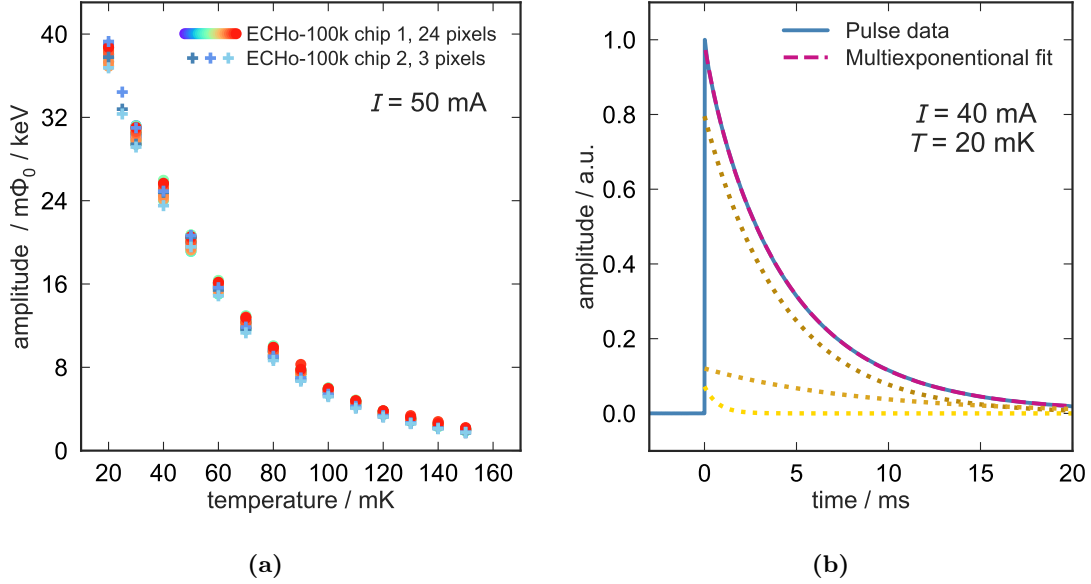 40
32
24
16
8
0
amplitude / mΦ₀ / keV
ECHo-100k chip 1, 24 pixels
ECHo-100k chip 2, 3 pixels
I = 50 mA
20 40 60 80 100 120 140 160
temperature / mK
(a)
1.0
0.8
0.6
0.4
0.2
0.0
amplitude / a.u.
Pulse data
Multiexponentional fit
I = 40 mA
T = 20 mK
0 5 10 15 20
time / ms
(b)